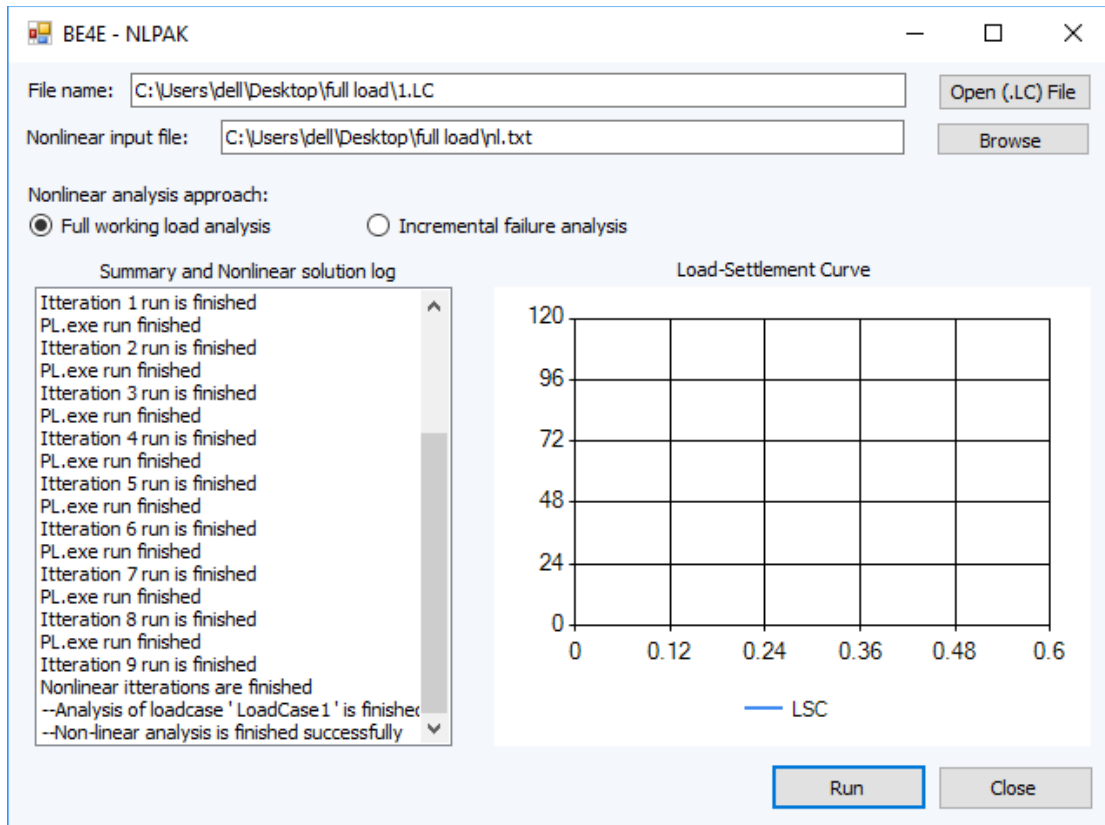 BE4E - NLPAK
File name: C:\Users\dell\Desktop\full load\1.LC Open (.LC) File
Nonlinear input file: C:\Users\dell\Desktop\full load\nl.txt Browse
Nonlinear analysis approach:
Full working load analysis Incremental failure analysis
Summary and Nonlinear solution log
Itteration 1 run is finished
PL.exe run finished
Itteration 2 run is finished
PL.exe run finished
Itteration 3 run is finished
PL.exe run finished
Itteration 4 run is finished
PL.exe run finished
Itteration 5 run is finished
PL.exe run finished
Itteration 6 run is finished
PL.exe run finished
Itteration 7 run is finished
PL.exe run finished
Itteration 8 run is finished
PL.exe run finished
Itteration 9 run is finished
Nonlinear itterations are finished
--Analysis of loadcase ' LoadCase1 ' is finished
--Non-linear analysis is finished successfully
Load-Settlement Curve
120
96
72
48
24
0
0 0.12 0.24 0.36 0.48 0.6
LSC
Run Close